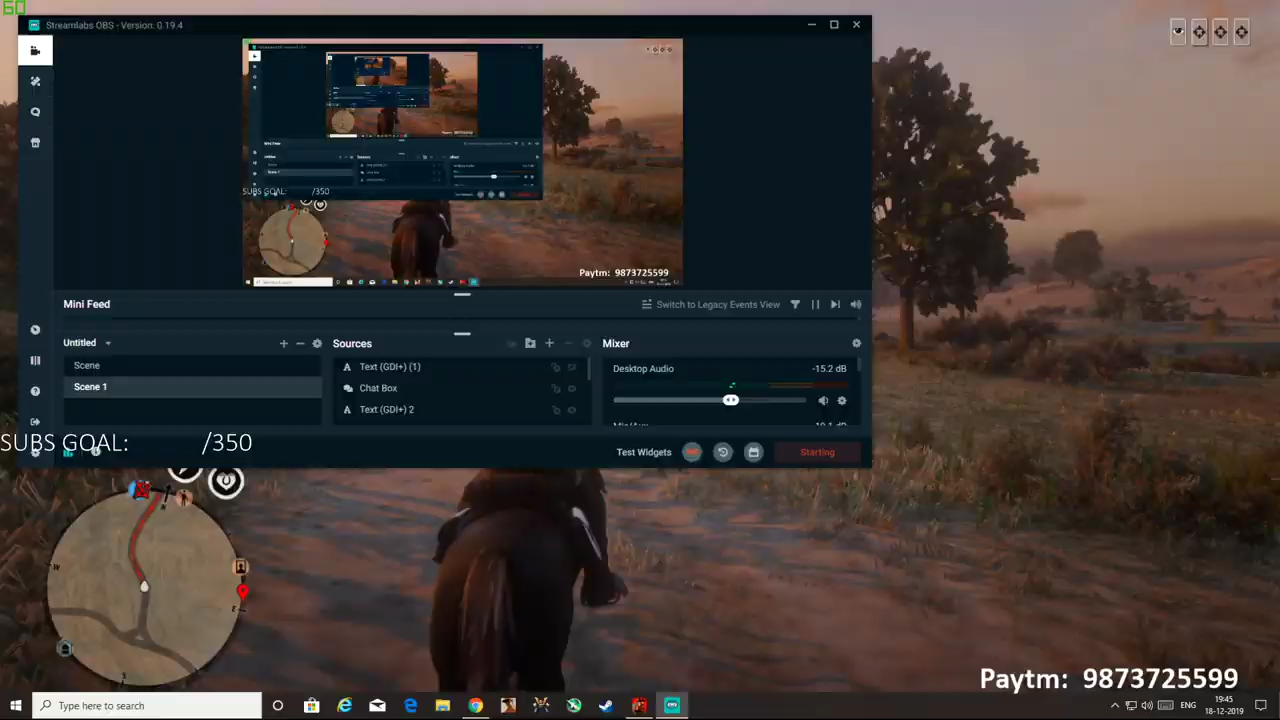 60
Streamlabs OBS - Version: 0.19.4
SUBS GOAL: /350
Paytm: 9873725599
Mini Feed
Switch to Legacy Events View
Untitled
Sources
Mixer
Scene
Text (GDI+) (1)
Desktop Audio
-15.2 dB
Scene 1
Chat Box
Text (GDI+) 2
SUBS GOAL: /350
Test Widgets
Starting
W
E
Paytm: 9873725599
Type here to search
ENG
19:45
18-12-2019